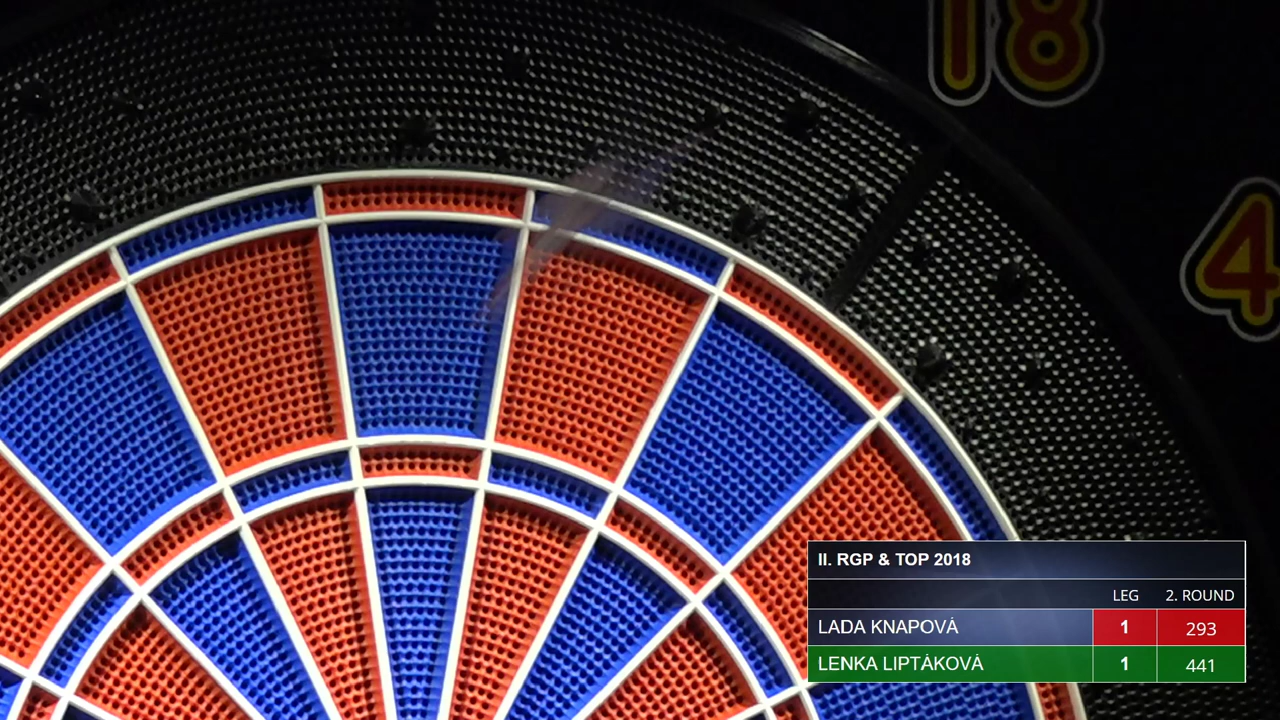 18
4
II. RGP & TOP 2018
LEG 2. ROUND
LADA KNAPOVÁ 1 293
LENKA LIPTÁKOVÁ 1 441